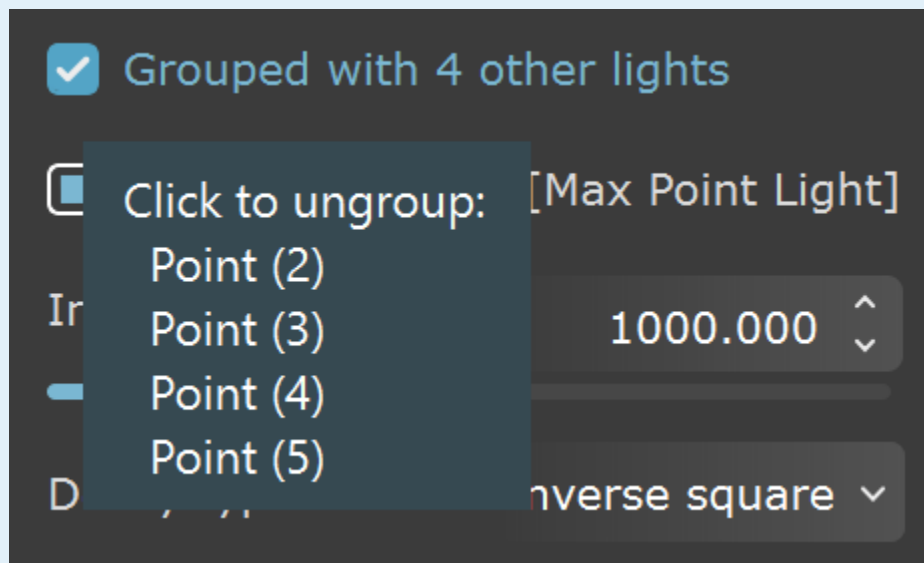 Grouped with 4 other lights
Click to ungroup:
Point (2)
Point (3)
Point (4)
Point (5)
[Max Point Light]
1000.000
nverse square